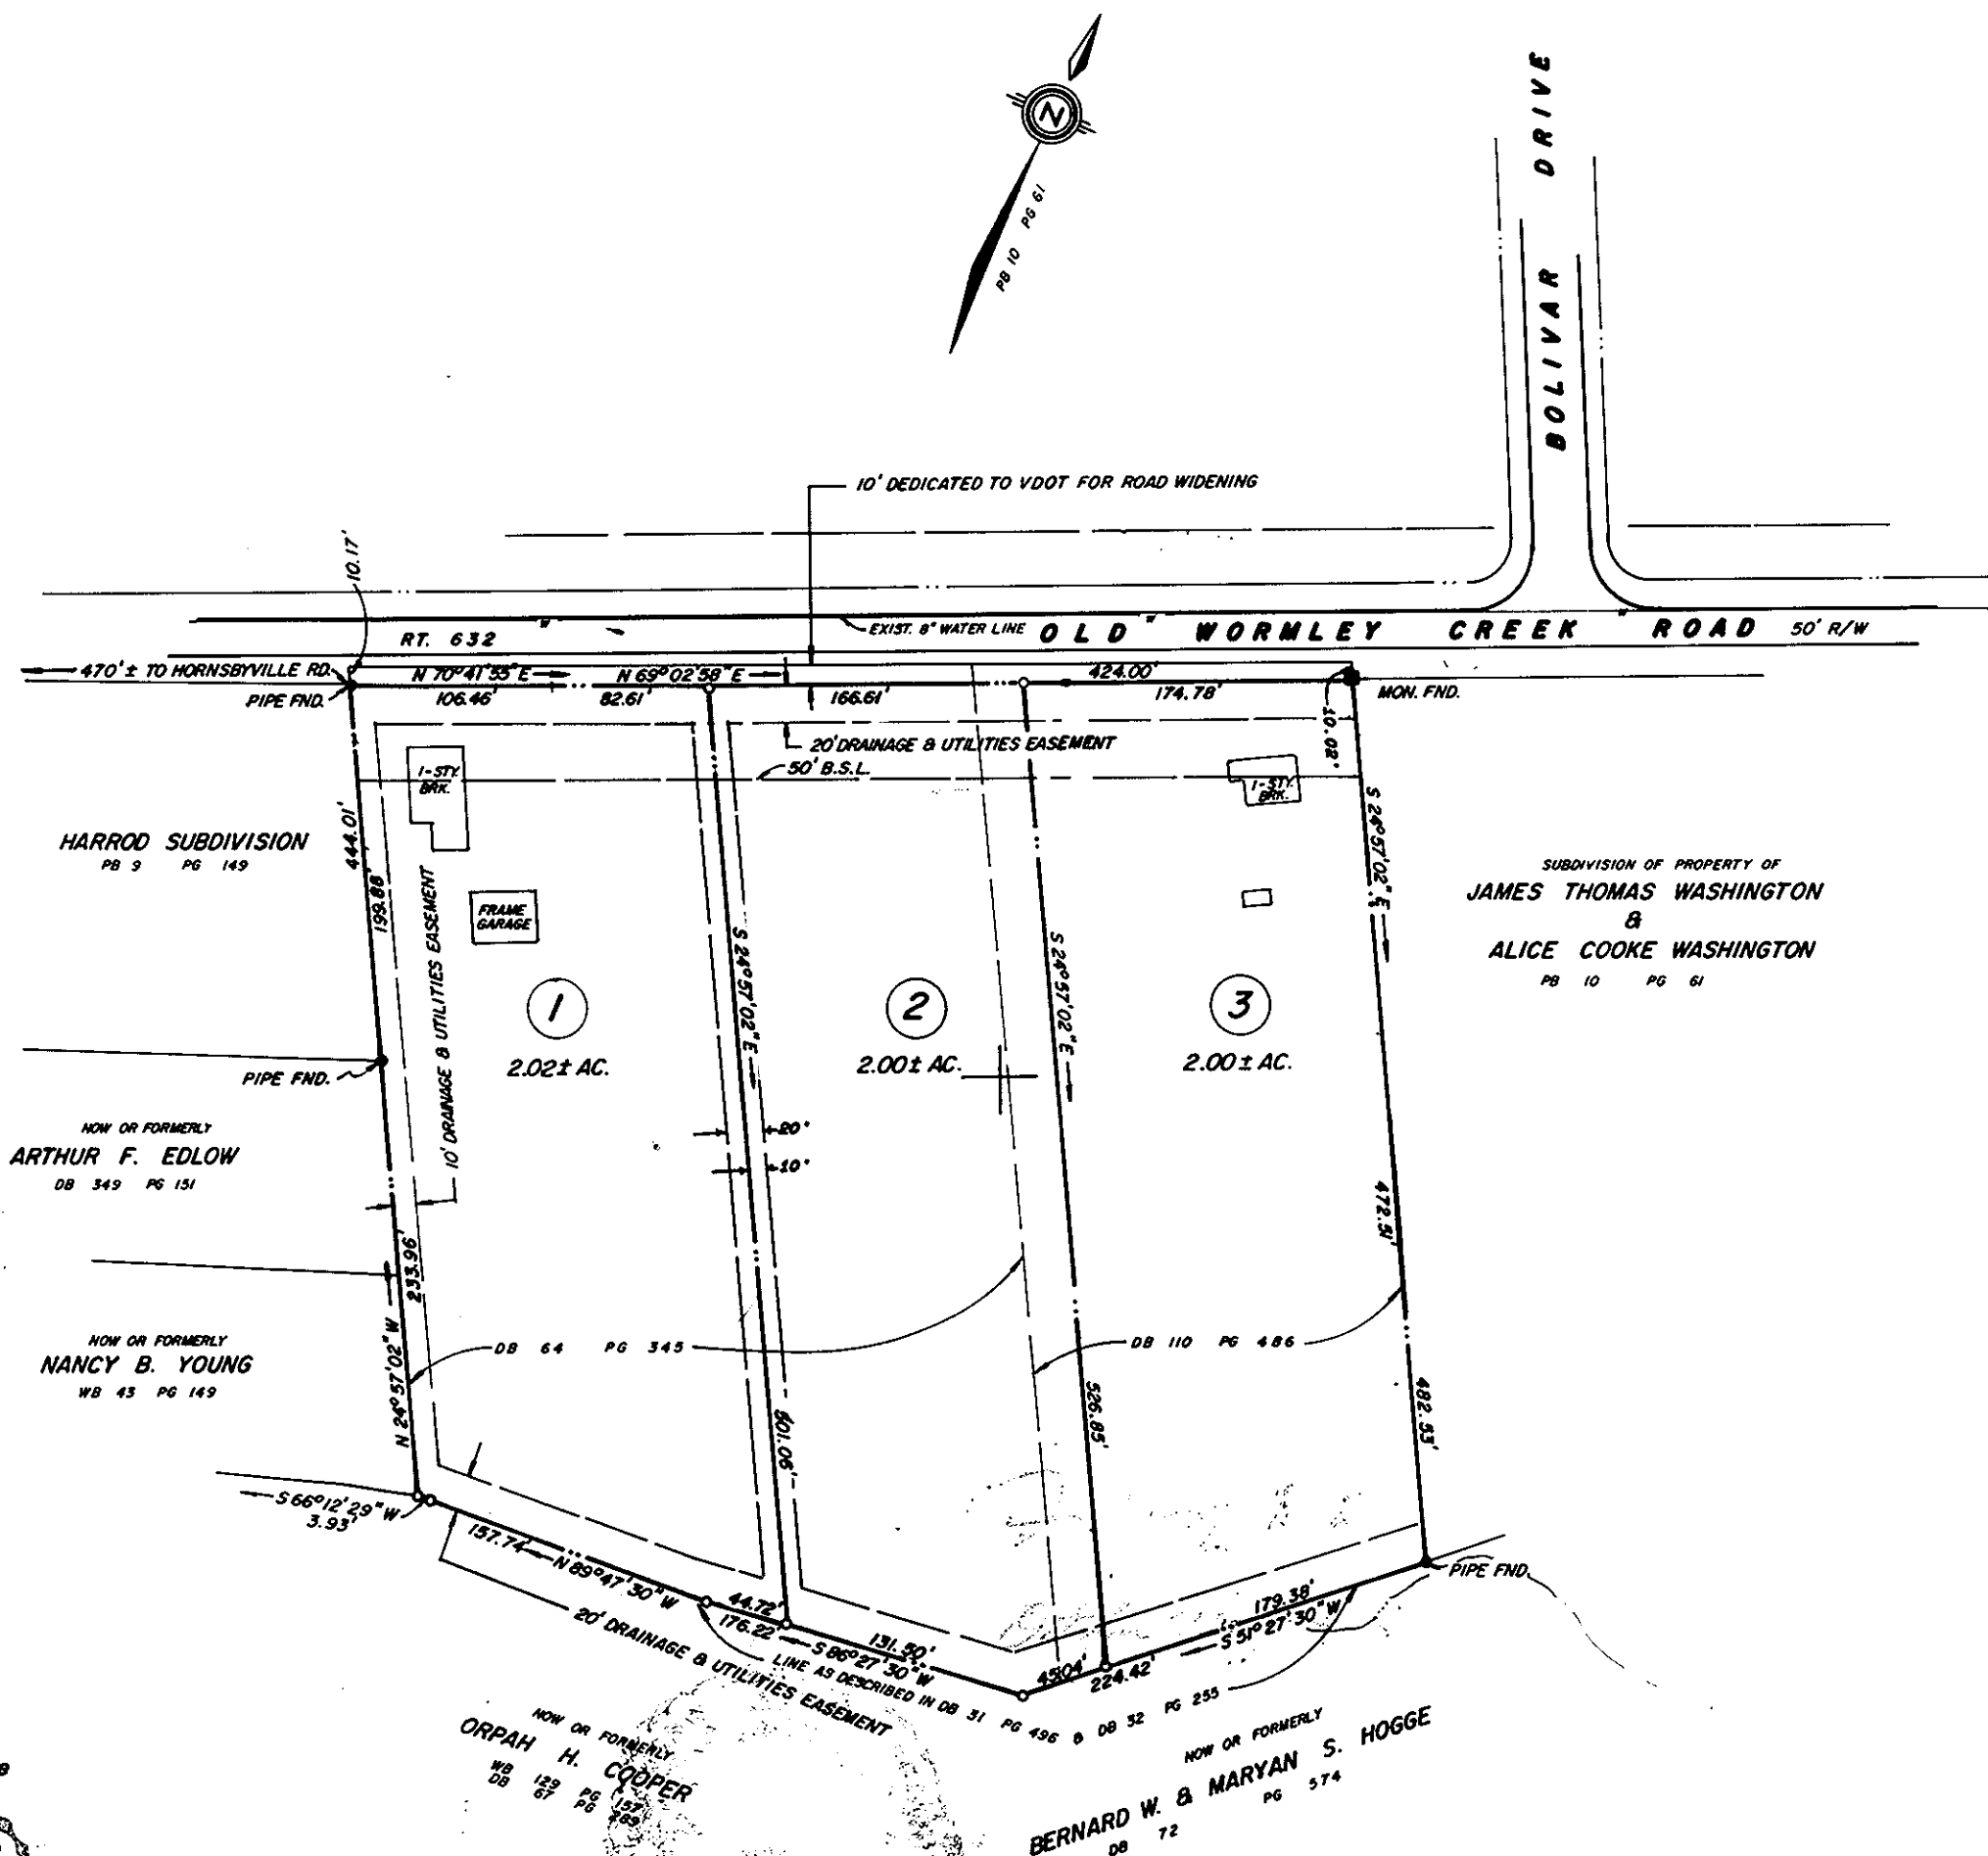 N
PB 10 PG 61
BOLIVAR DRIVE
10' DEDICATED TO VDOT FOR ROAD WIDENING
10.17'
EXIST. 8" WATER LINE
W
W
W
RT. 632
OLD WORMLEY CREEK ROAD 50' R/W
470' ± TO HORNSBYVILLE RD.
N 70°41'55" E
N 69°02'58" E
424.00'
PIPE FND.
106.46'
82.61'
166.61'
174.78'
MON. FND.
10.02'
20' DRAINAGE & UTILITIES EASEMENT
50' B.S.L.
1-STY.
BRK.
1-STY.
BRK.
HARROD SUBDIVISION
PB 9 PG 149
444.01'
199.88'
FRAME
GARAGE
10' DRAINAGE & UTILITIES EASEMENT
S 24°57'02" E
S 24°57'02" E
S 24°57'02" E
SUBDIVISION OF PROPERTY OF
JAMES THOMAS WASHINGTON
&
ALICE COOKE WASHINGTON
PB 10 PG 61
1
2.02± AC.
2
2.00± AC.
3
2.00± AC.
PIPE FND.
NOW OR FORMERLY
ARTHUR F. EDLOW
DB 349 PG 151
20'
10'
233.96'
472.51'
NOW OR FORMERLY
NANCY B. YOUNG
WB 43 PG 149
N 24°57'02" W
DB 64 PG 345
DB 110 PG 486
501.06'
526.85'
482.53'
S 66°12'29" W
3.93'
157.74'
N 89°47'30" W
44.72'
176.22'
S 86°27'30" W
131.50'
45.04'
224.42'
179.38'
S 51°27'30" W
PIPE FND.
20' DRAINAGE & UTILITIES EASEMENT
LINE AS DESCRIBED IN DB 31 PG 496 & DB 32 PG 255
NOW OR FORMERLY
ORPAH H. COOPER
WB 129 PG 157
DB 67 PG 289
NOW OR FORMERLY
BERNARD W. & MARYAN S. HOGGE
DB 72 PG 574